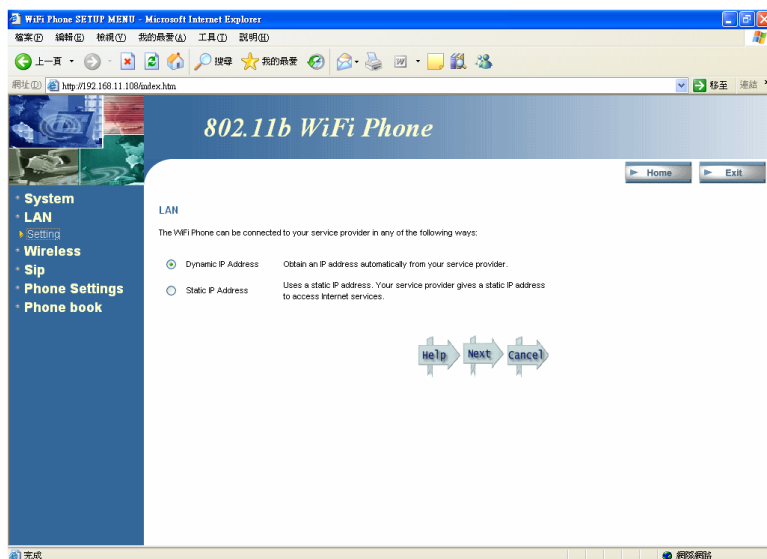 WiFi Phone SETUP MENU - Microsoft Internet Explorer
檔案(F) 編輯(E) 檢視(V) 我的最愛(A) 工具(T) 說明(H)
上一頁 搜尋 我的最愛
網址(D) http://192.168.11.108/index.htm 移至 連結 »
802.11b WiFi Phone
Home Exit
System
LAN
Setting
Wireless
Sip
Phone Settings
Phone book
LAN
The WiFi Phone can be connected to your service provider in any of the following ways:
Dynamic IP Address Obtain an IP address automatically from your service provider.
Static IP Address Uses a static IP address. Your service provider gives a static IP address
to access Internet services.
Help Next Cancel
完成 網際網路